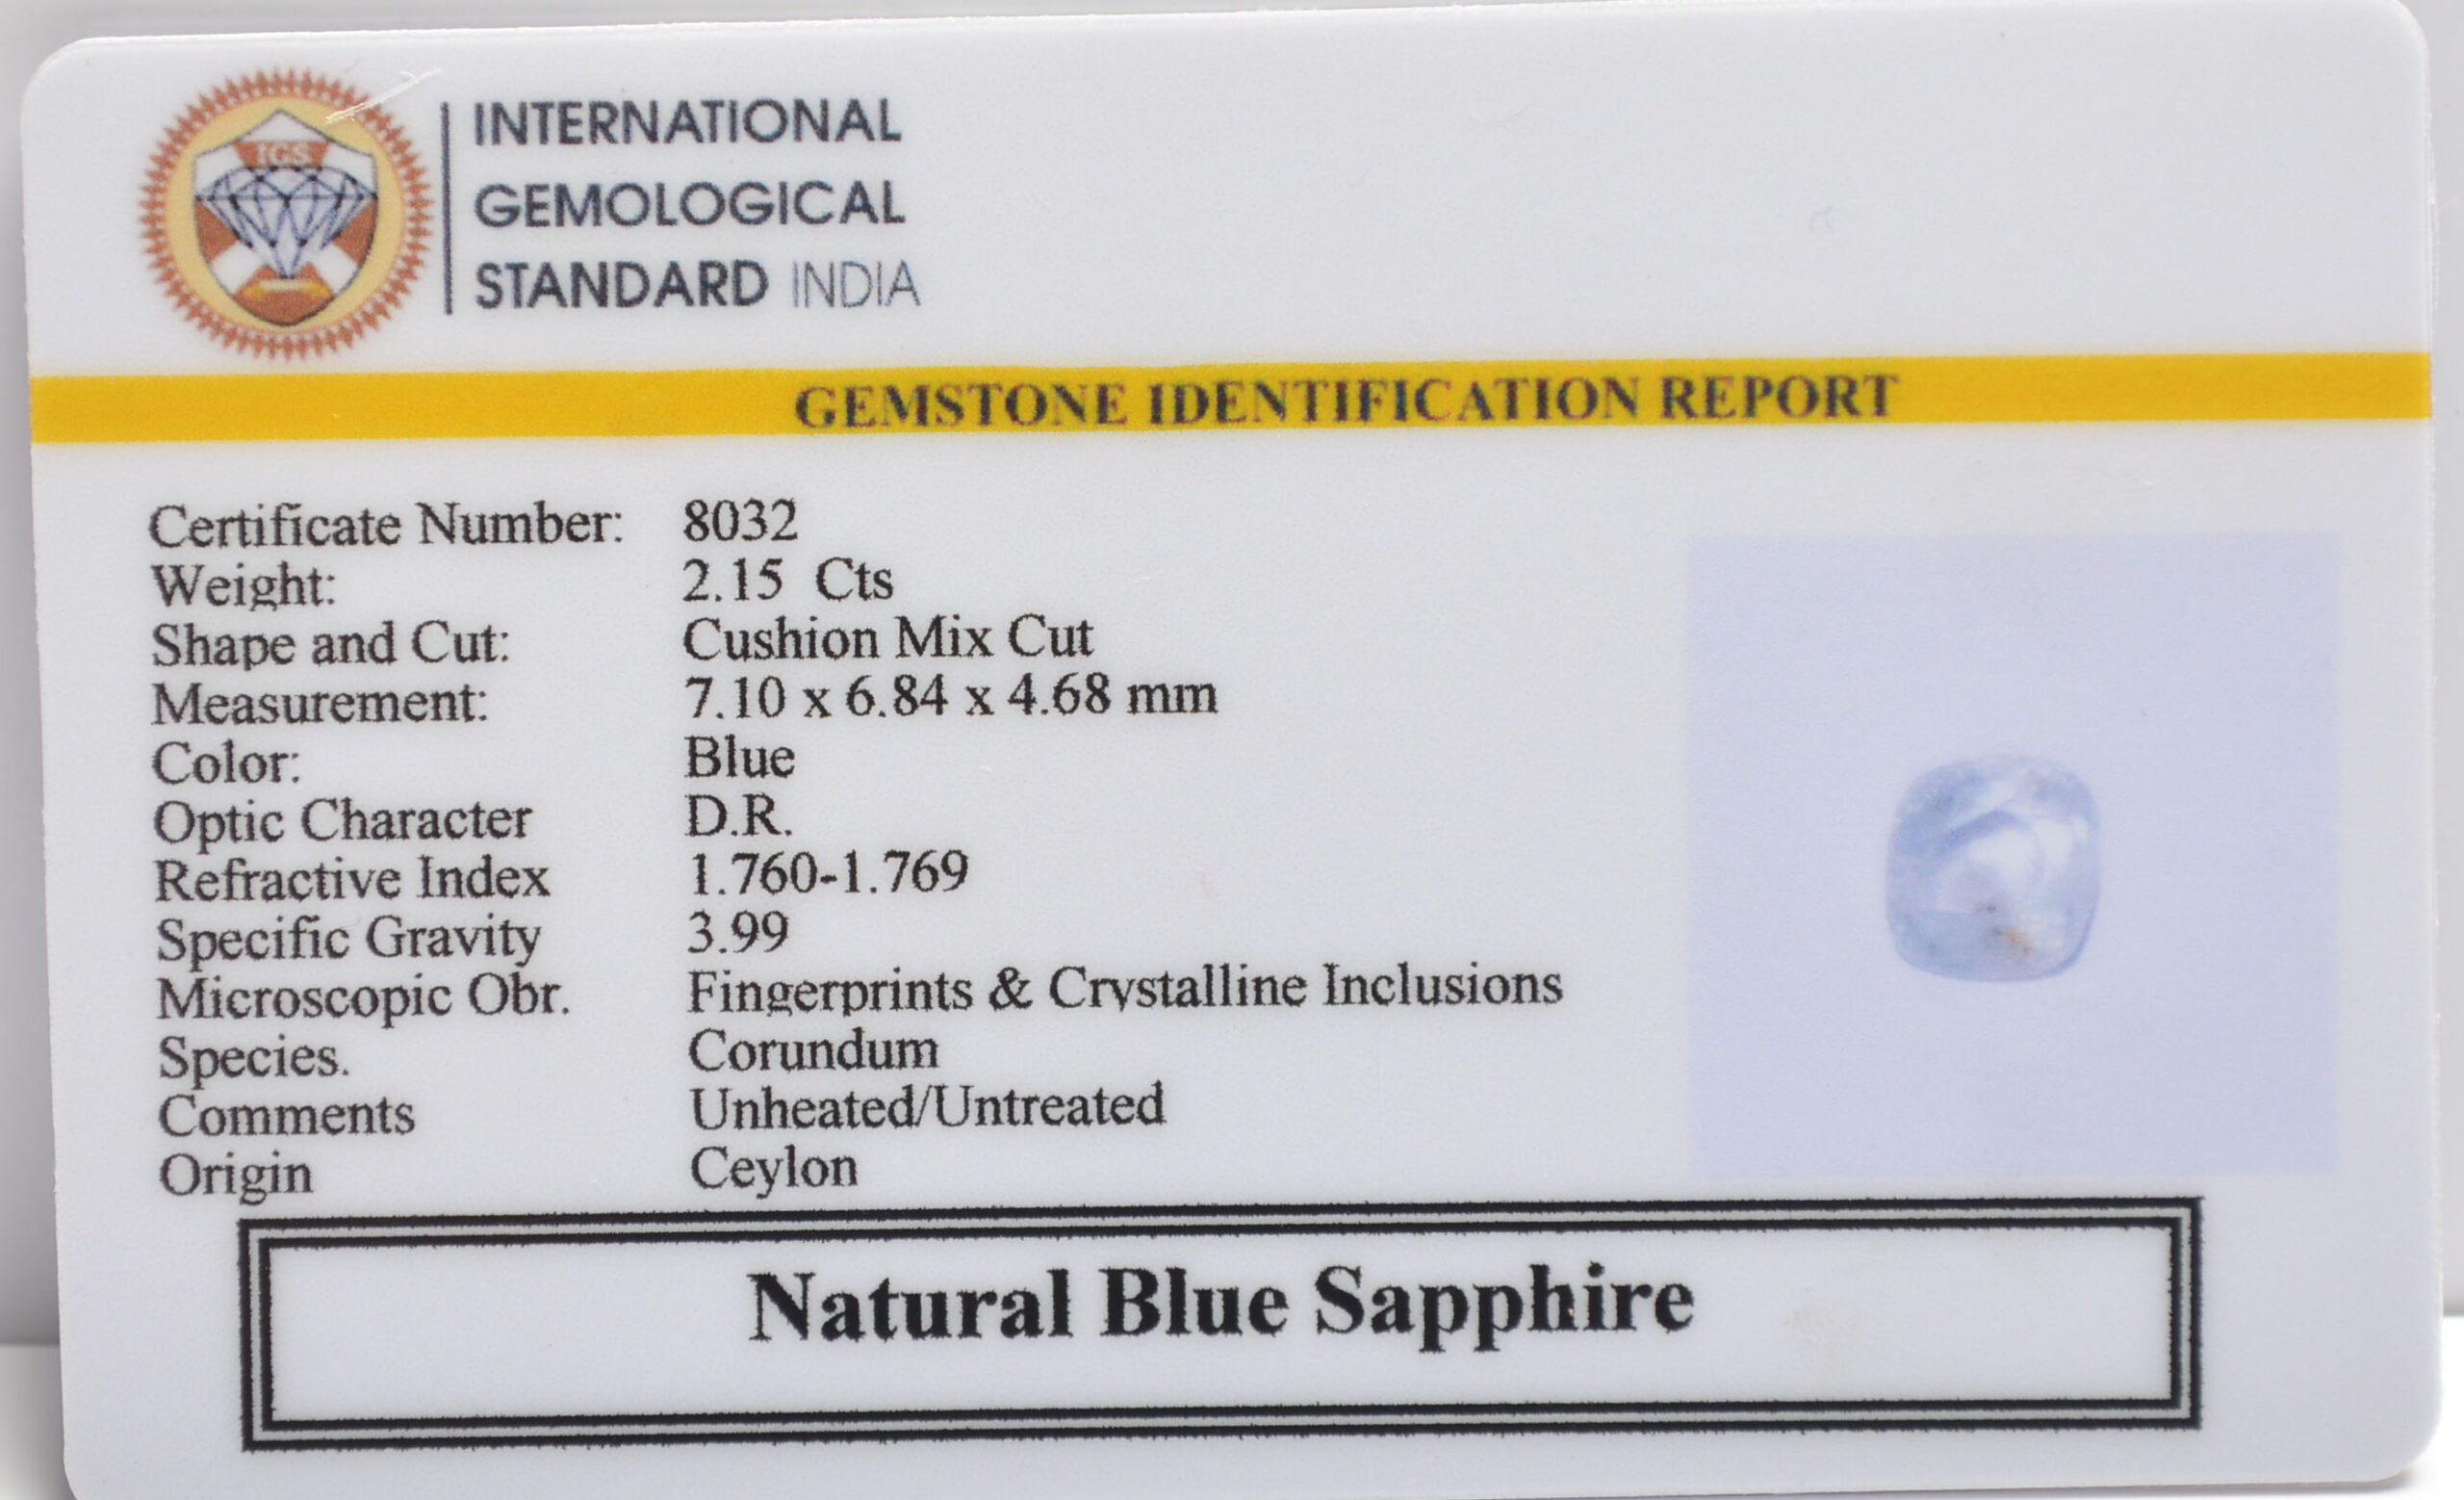 IGS
INTERNATIONAL
GEMOLOGICAL
STANDARD INDIA
GEMSTONE IDENTIFICATION REPORT
Certificate Number: 8032
Weight: 2.15 Cts
Shape and Cut: Cushion Mix Cut
Measurement: 7.10 x 6.84 x 4.68 mm
Color: Blue
Optic Character D.R.
Refractive Index 1.760-1.769
Specific Gravity 3.99
Microscopic Obr. Fingerprints & Crystalline Inclusions
Species. Corundum
Comments Unheated/Untreated
Origin Ceylon
Natural Blue Sapphire